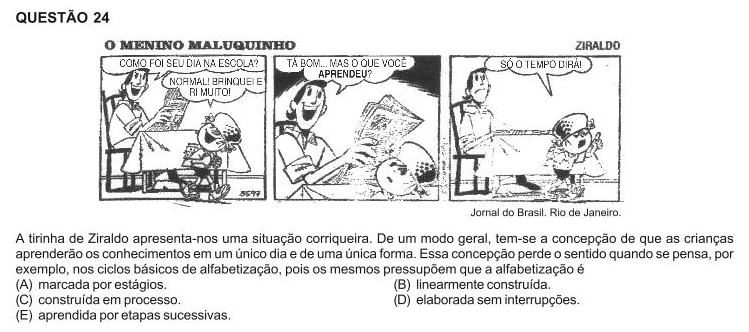 QUESTÃO 24
O MENINO MALUQUINHO
ZIRALDO
COMO FOI SEU DIA NA ESCOLA?
NORMAL! BRINQUEI E
RI MUITO!
TÁ BOM... MAS O QUE VOCÊ
APRENDEU?
SÓ O TEMPO DIRÁ!
3597
Jornal do Brasil. Rio de Janeiro.
A tirinha de Ziraldo apresenta-nos uma situação corriqueira. De um modo geral, tem-se a concepção de que as crianças
aprenderão os conhecimentos em um único dia e de uma única forma. Essa concepção perde o sentido quando se pensa, por
exemplo, nos ciclos básicos de alfabetização, pois os mesmos pressupõem que a alfabetização é
(A) marcada por estágios.
(B) linearmente construída.
(C) construída em processo.
(D) elaborada sem interrupções.
(E) aprendida por etapas sucessivas.